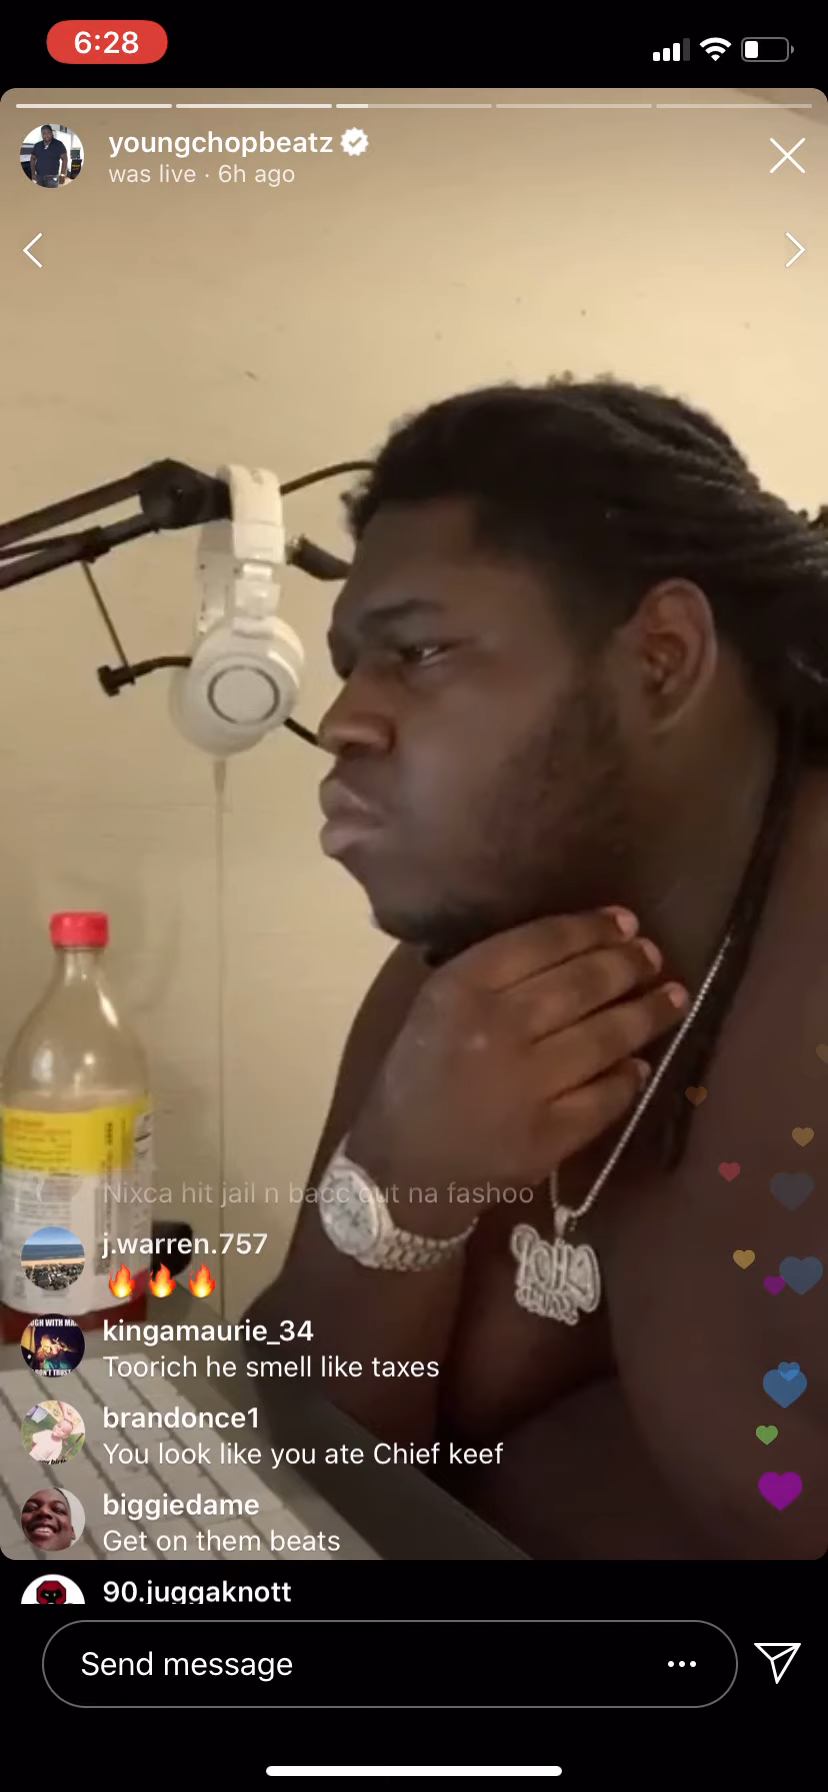 6:28
youngchopbeatz
was live · 6h ago
Nixca hit jail n bacc out na fashoo
j.warren.757
🔥🔥🔥
kingamaurie_34
Toorich he smell like taxes
brandonce1
You look like you ate Chief keef
biggiedame
Get on them beats
90.juggaknott
Send message